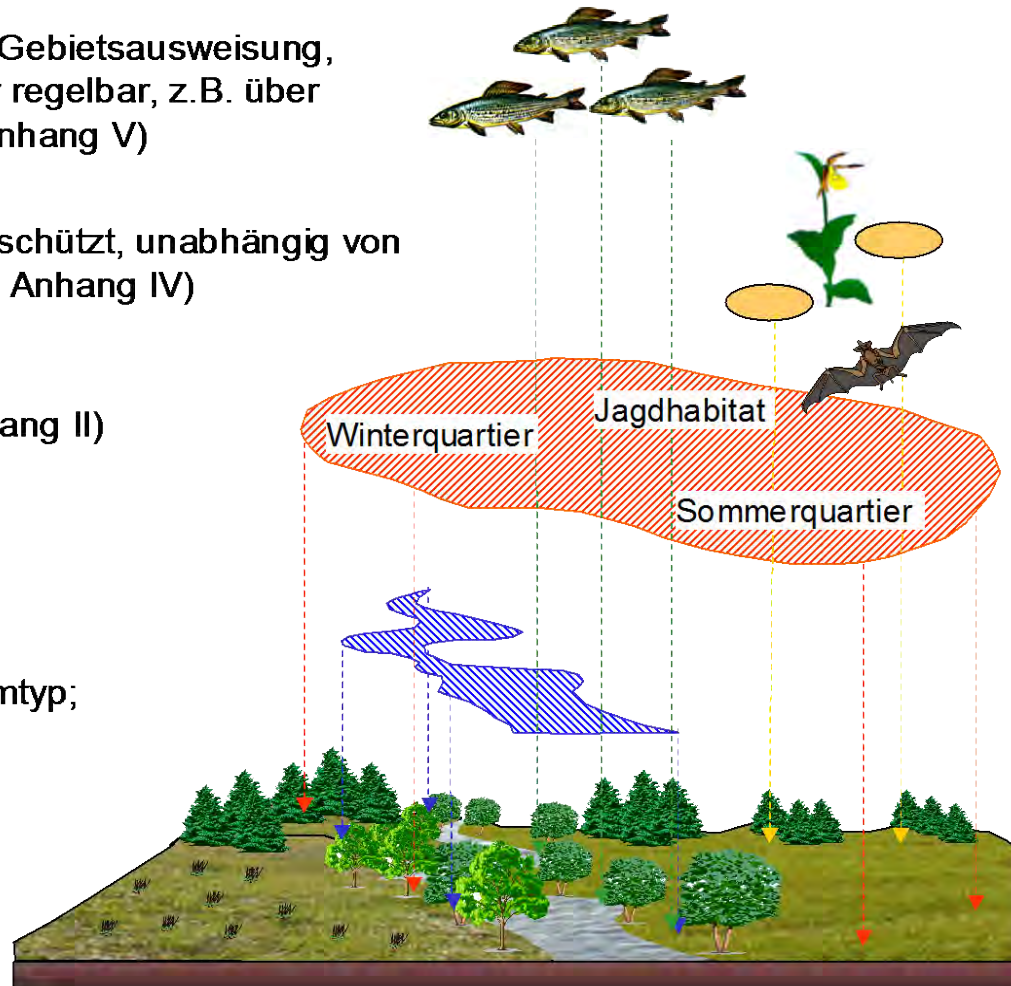 Gebietsausweisung,
regelbar, z.B. über
nhang V)
schützt, unabhängig von
Anhang IV)
ang II)
Jagdhabitat
Winterquartier
Sommerquartier
mtyp;